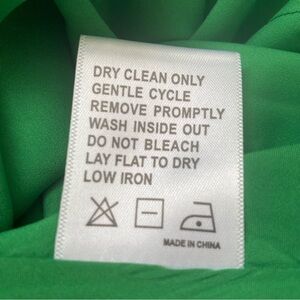 DRY CLEAN ONLY
GENTLE CYCLE
REMOVE PROMPTLY
WASH INSIDE OUT
DO NOT BLEACH
LAY FLAT TO DRY
LOW IRON
MADE IN CHINA